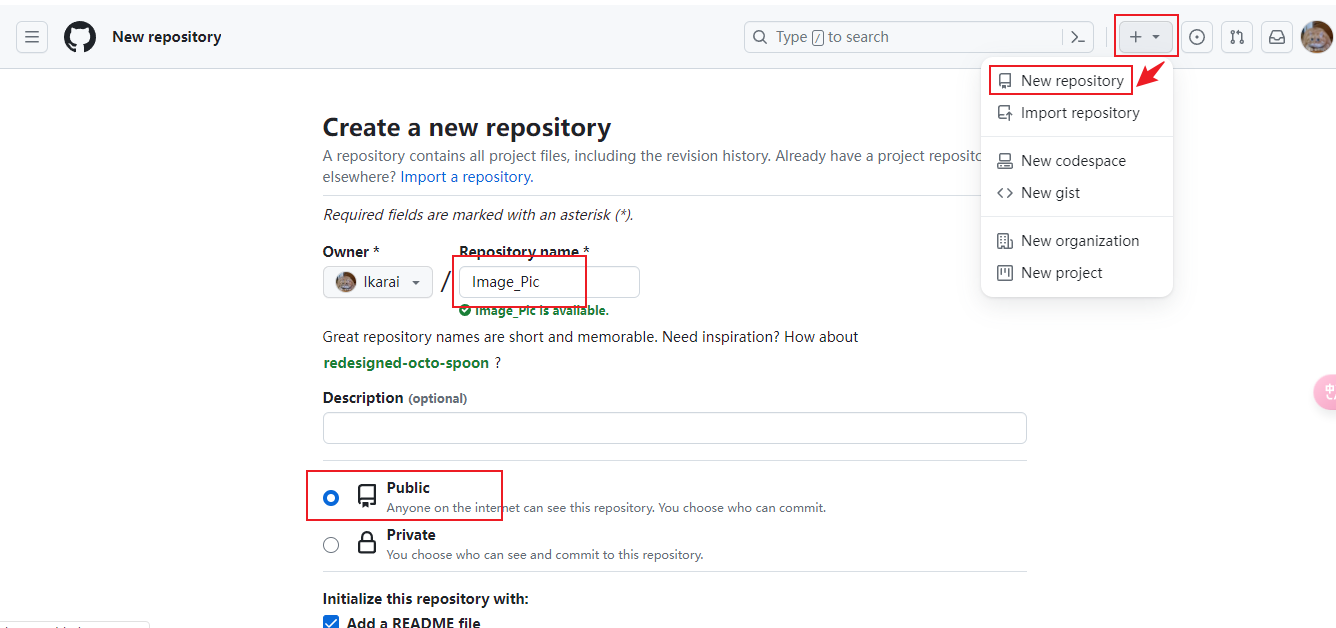 New repository
Type / to search
New repository
Import repository
New codespace
New gist
New organization
New project
Create a new repository
A repository contains all project files, including the revision history. Already have a project reposito
elsewhere? Import a repository.
Required fields are marked with an asterisk (*).
Owner *
Repository name *
Ikarai
/
Image_Pic
Image_Pic is available.
Great repository names are short and memorable. Need inspiration? How about
redesigned-octo-spoon ?
Description (optional)
Public
Anyone on the internet can see this repository. You choose who can commit.
Private
You choose who can see and commit to this repository.
Initialize this repository with:
Add a README file